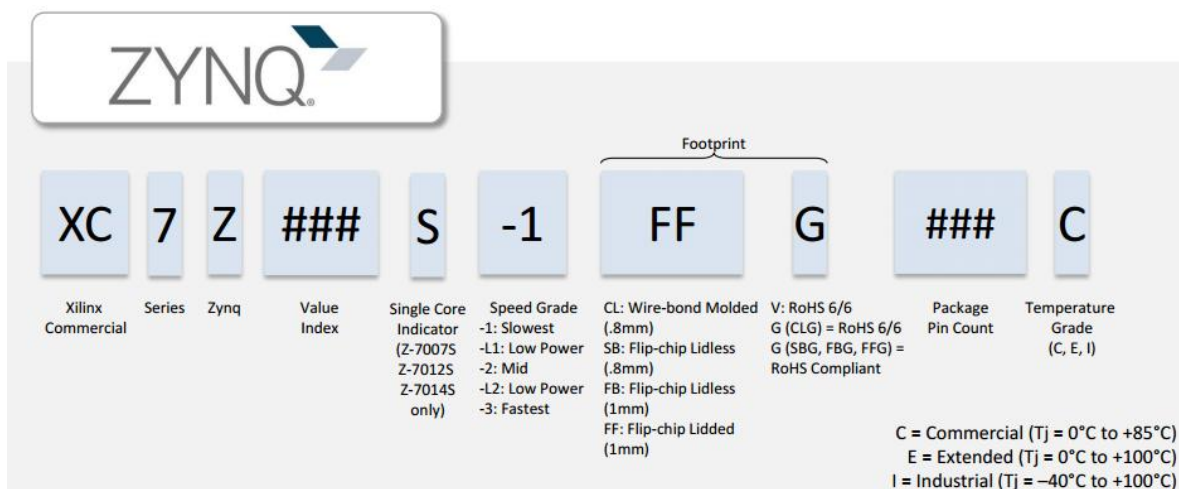 ZYNQ®
Footprint
XC 7 Z ### S -1 FF G ### C
Xilinx
Commercial
Series
Zynq
Value
Index
Single Core
Indicator
(Z-7007S
Z-7012S
Z-7014S
only)
Speed Grade
-1: Slowest
-L1: Low Power
-2: Mid
-L2: Low Power
-3: Fastest
CL: Wire-bond Molded
(.8mm)
SB: Flip-chip Lidless
(.8mm)
FB: Flip-chip Lidless
(1mm)
FF: Flip-chip Lidded
(1mm)
V: RoHS 6/6
G (CLG) = RoHS 6/6
G (SBG, FBG, FFG) =
RoHS Compliant
Package
Pin Count
Temperature
Grade
(C, E, I)
C = Commercial (Tj = 0°C to +85°C)
E = Extended (Tj = 0°C to +100°C)
I = Industrial (Tj = –40°C to +100°C)